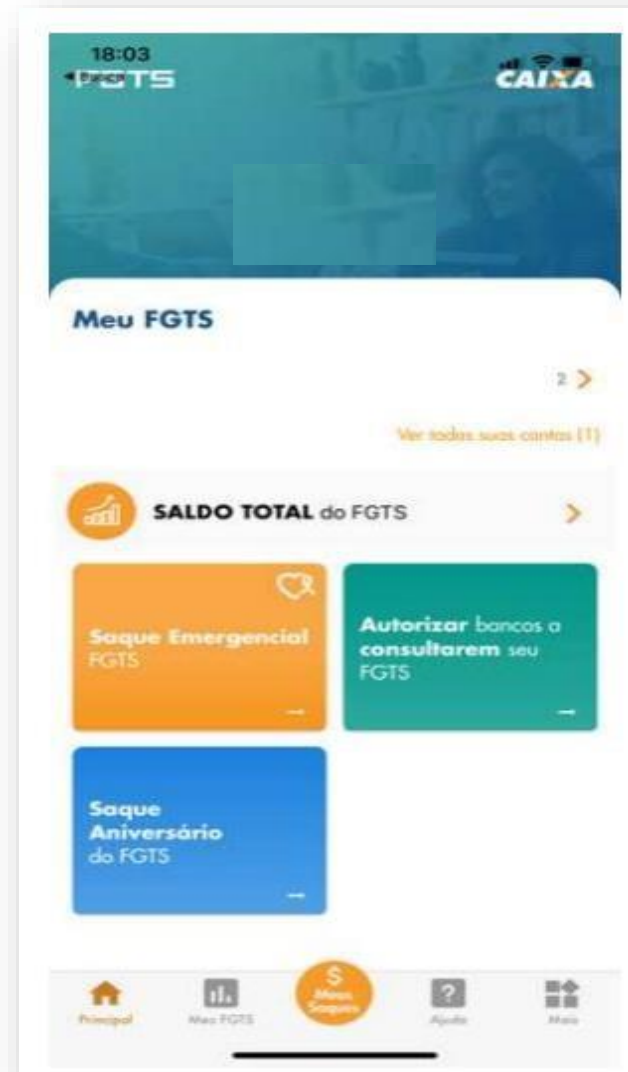 18:03
FGTS
CAIXA
Meu FGTS
2
Ver todas suas contas (1)
SALDO TOTAL do FGTS
Saque Emergencial
FGTS
Autorizar bancos a
consultarem seu
FGTS
Saque
Aniversário
do FGTS
$
Meus
Saques
Principal
Meu FGTS
?
Ajuda
Mais